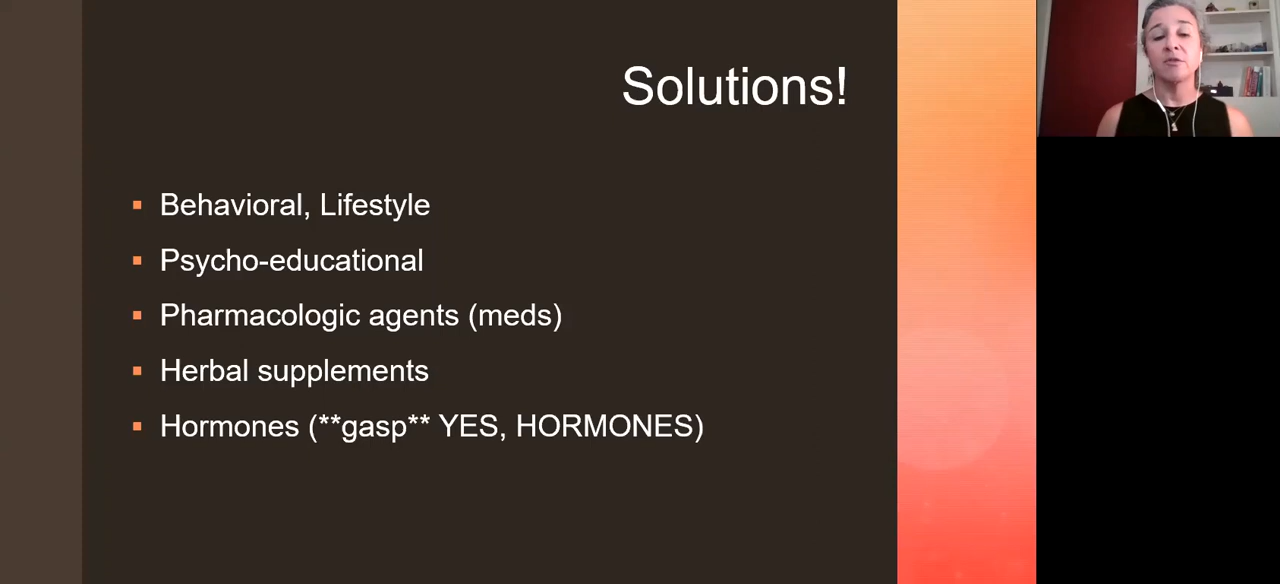 Solutions!
▪ Behavioral, Lifestyle
▪ Psycho-educational
▪ Pharmacologic agents (meds)
▪ Herbal supplements
▪ Hormones (**gasp** YES, HORMONES)